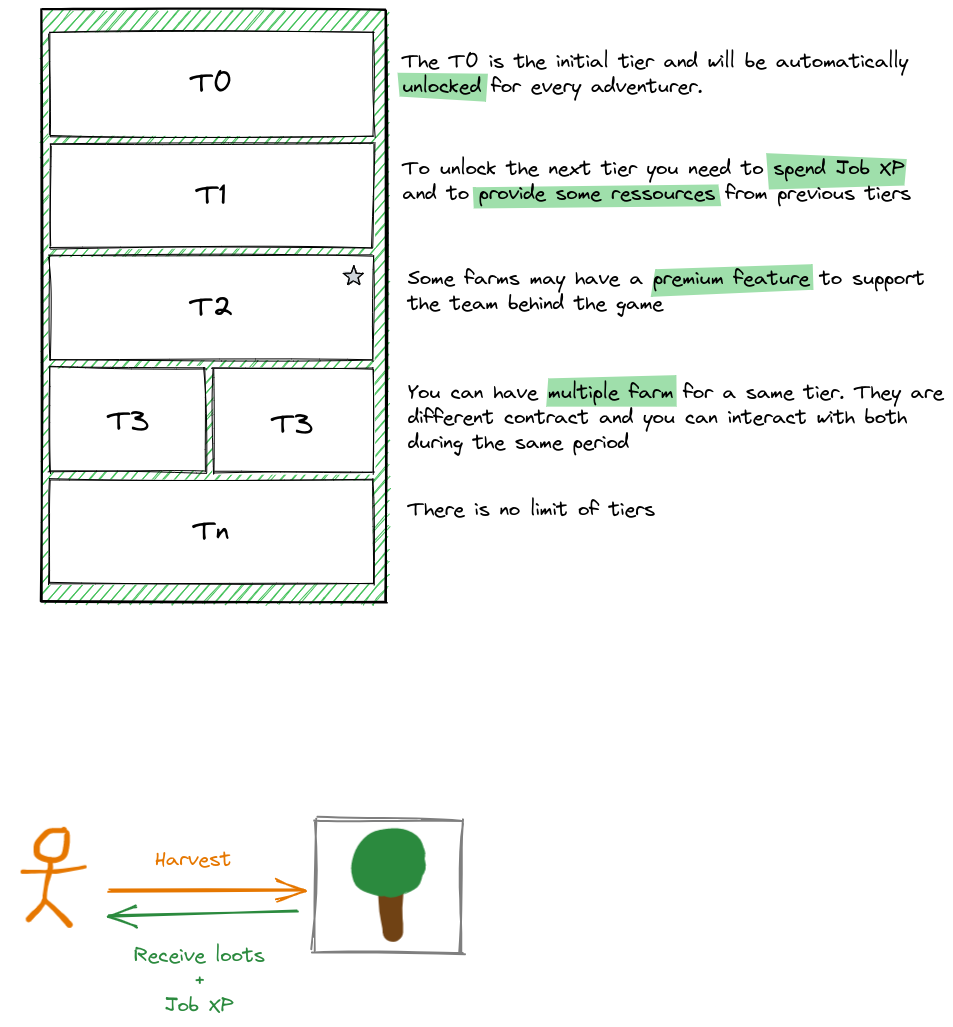 T0
The T0 is the initial tier and will be automatically
unlocked for every adventurer.
T1
To unlock the next tier you need to spend Job XP
and to provide some ressources from previous tiers
T2
Some farms may have a premium feature to support
the team behind the game
T3
T3
You can have multiple farm for a same tier. They are
different contract and you can interact with both
during the same period
Tn
There is no limit of tiers
Harvest
Receive loots
+
Job XP